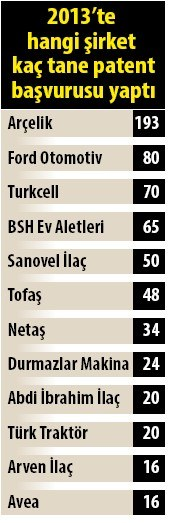 2013’te
hangi şirket
kaç tane patent
başvurusu yaptı
Arçelik 193
Ford Otomotiv 80
Turkcell 70
BSH Ev Aletleri 65
Sanovel İlaç 50
Tofaş 48
Netaş 34
Durmazlar Makina 24
Abdi İbrahim İlaç 20
Türk Traktör 20
Arven İlaç 16
Avea 16